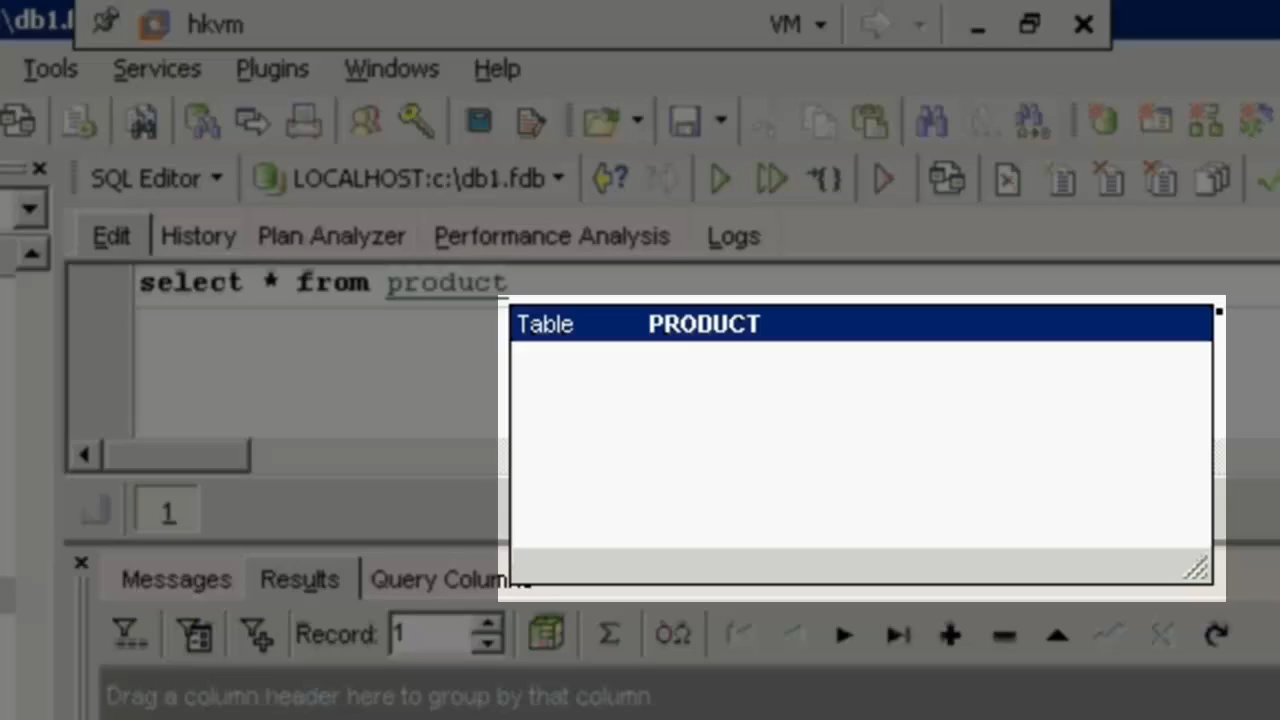 \db1.f
hkvm VM
Tools Services Plugins Windows Help
SQL Editor LOCALHOST:c:\db1.fdb
Edit History Plan Analyzer Performance Analysis Logs
select * from product
Table PRODUCT
1
Messages Results Query Colum
Record: 1
Drag a column header here to group by that column